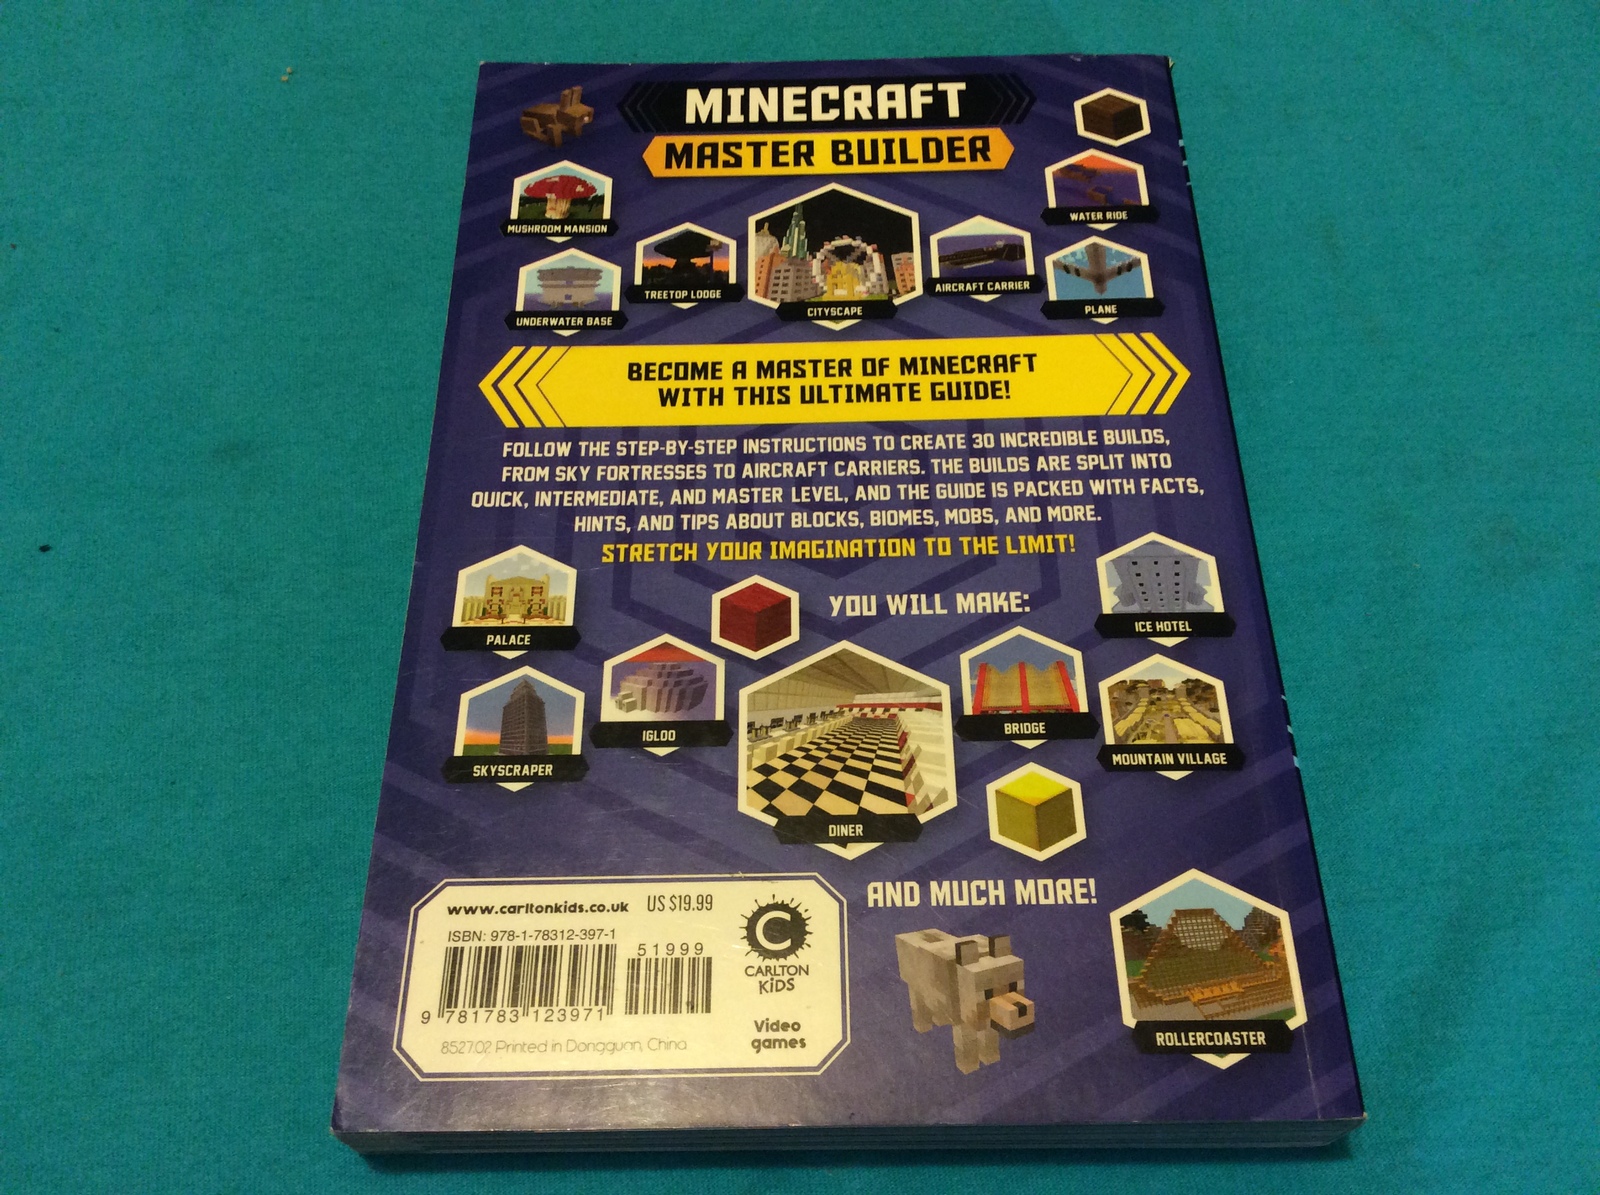 MINECRAFT
MASTER BUILDER
MUSHROOM MANSION
WATER RIDE
UNDERWATER BASE
TREETOP LODGE
CITYSCAPE
AIRCRAFT CARRIER
PLANE
BECOME A MASTER OF MINECRAFT
WITH THIS ULTIMATE GUIDE!
FOLLOW THE STEP-BY-STEP INSTRUCTIONS TO CREATE 30 INCREDIBLE BUILDS,
FROM SKY FORTRESSES TO AIRCRAFT CARRIERS. THE BUILDS ARE SPLIT INTO
QUICK, INTERMEDIATE, AND MASTER LEVEL, AND THE GUIDE IS PACKED WITH FACTS,
HINTS, AND TIPS ABOUT BLOCKS, BIOMES, MOBS, AND MORE.
STRETCH YOUR IMAGINATION TO THE LIMIT!
YOU WILL MAKE:
PALACE
ICE HOTEL
SKYSCRAPER
IGLOO
DINER
BRIDGE
MOUNTAIN VILLAGE
AND MUCH MORE!
ROLLERCOASTER
www.carltonkids.co.uk US $19.99
ISBN: 978-1-78312-397-1
51999
9 781783 123971
852702 Printed in Dongguan, China
C
CARLTON
KiDS
Video
games